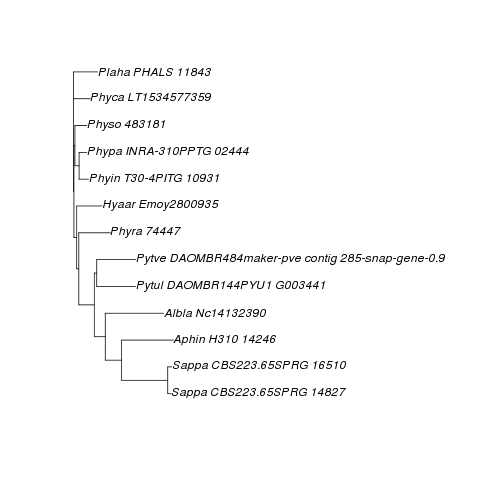 Plaha PHALS 11843
Phyca LT1534577359
Physo 483181
Phypa INRA-310PPTG 02444
Phyin T30-4PITG 10931
Hyaar Emoy2800935
Phyra 74447
Pytve DAOMBR484maker-pve contig 285-snap-gene-0.9
Pytul DAOMBR144PYU1 G003441
Albla Nc14132390
Aphin H310 14246
Sappa CBS223.65SPRG 16510
Sappa CBS223.65SPRG 14827